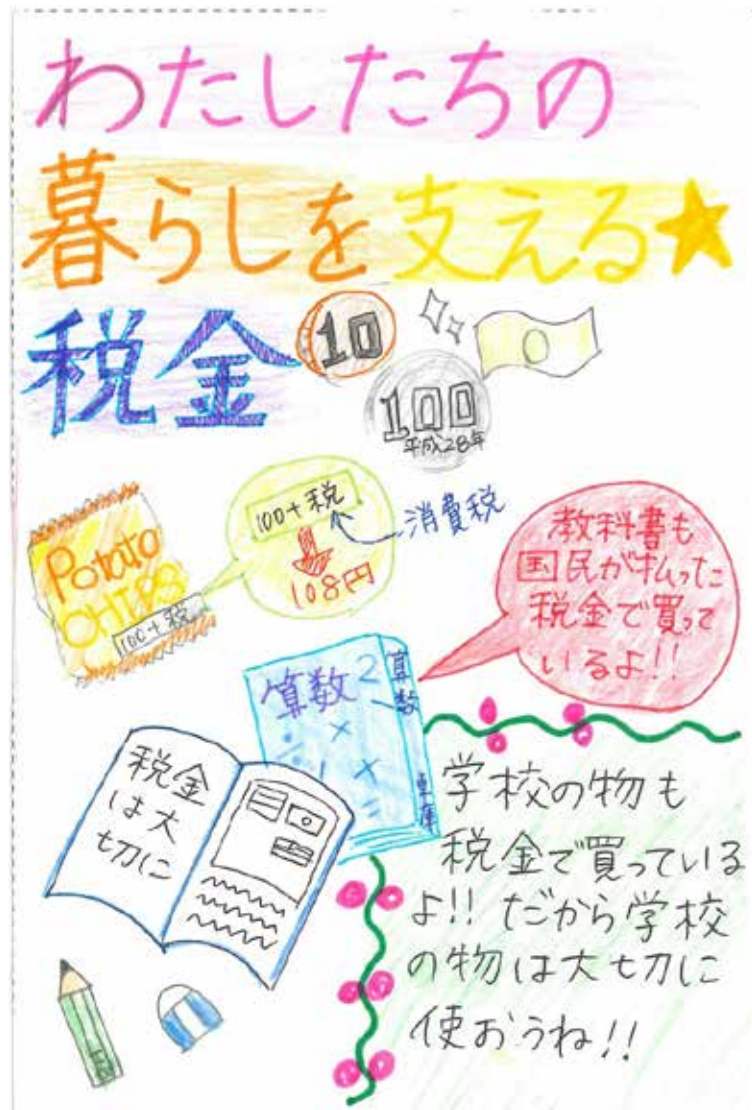 わたしたちの
暮らしを支える★
税金
10
100
平成28年
Potato
CHIPS
100+税
100+税
108円
消費税
教科書も
国民が払った
税金で買って
いるよ!!
算数2
算数
税金
は大
切に
学校の物も
税金で買っている
よ!! だから学校
の物は大切に
使おうね!!